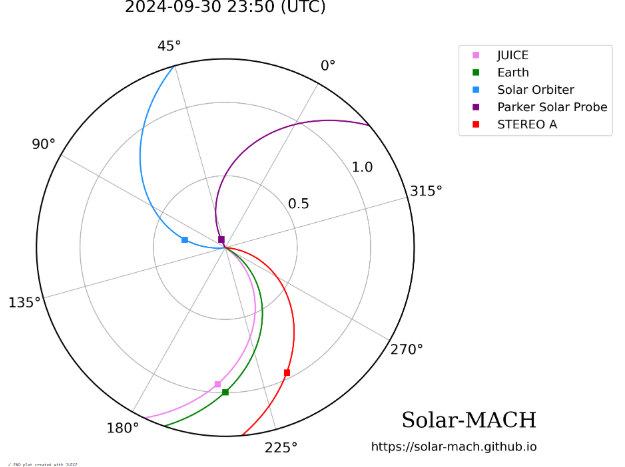 2024-09-30 23:50 (UTC)
45°
0°
JUICE
Earth
Solar Orbiter
Parker Solar Probe
STEREO A
90°
1.0
315°
0.5
135°
270°
180°
225°
Solar-MACH
https://solar-mach.github.io